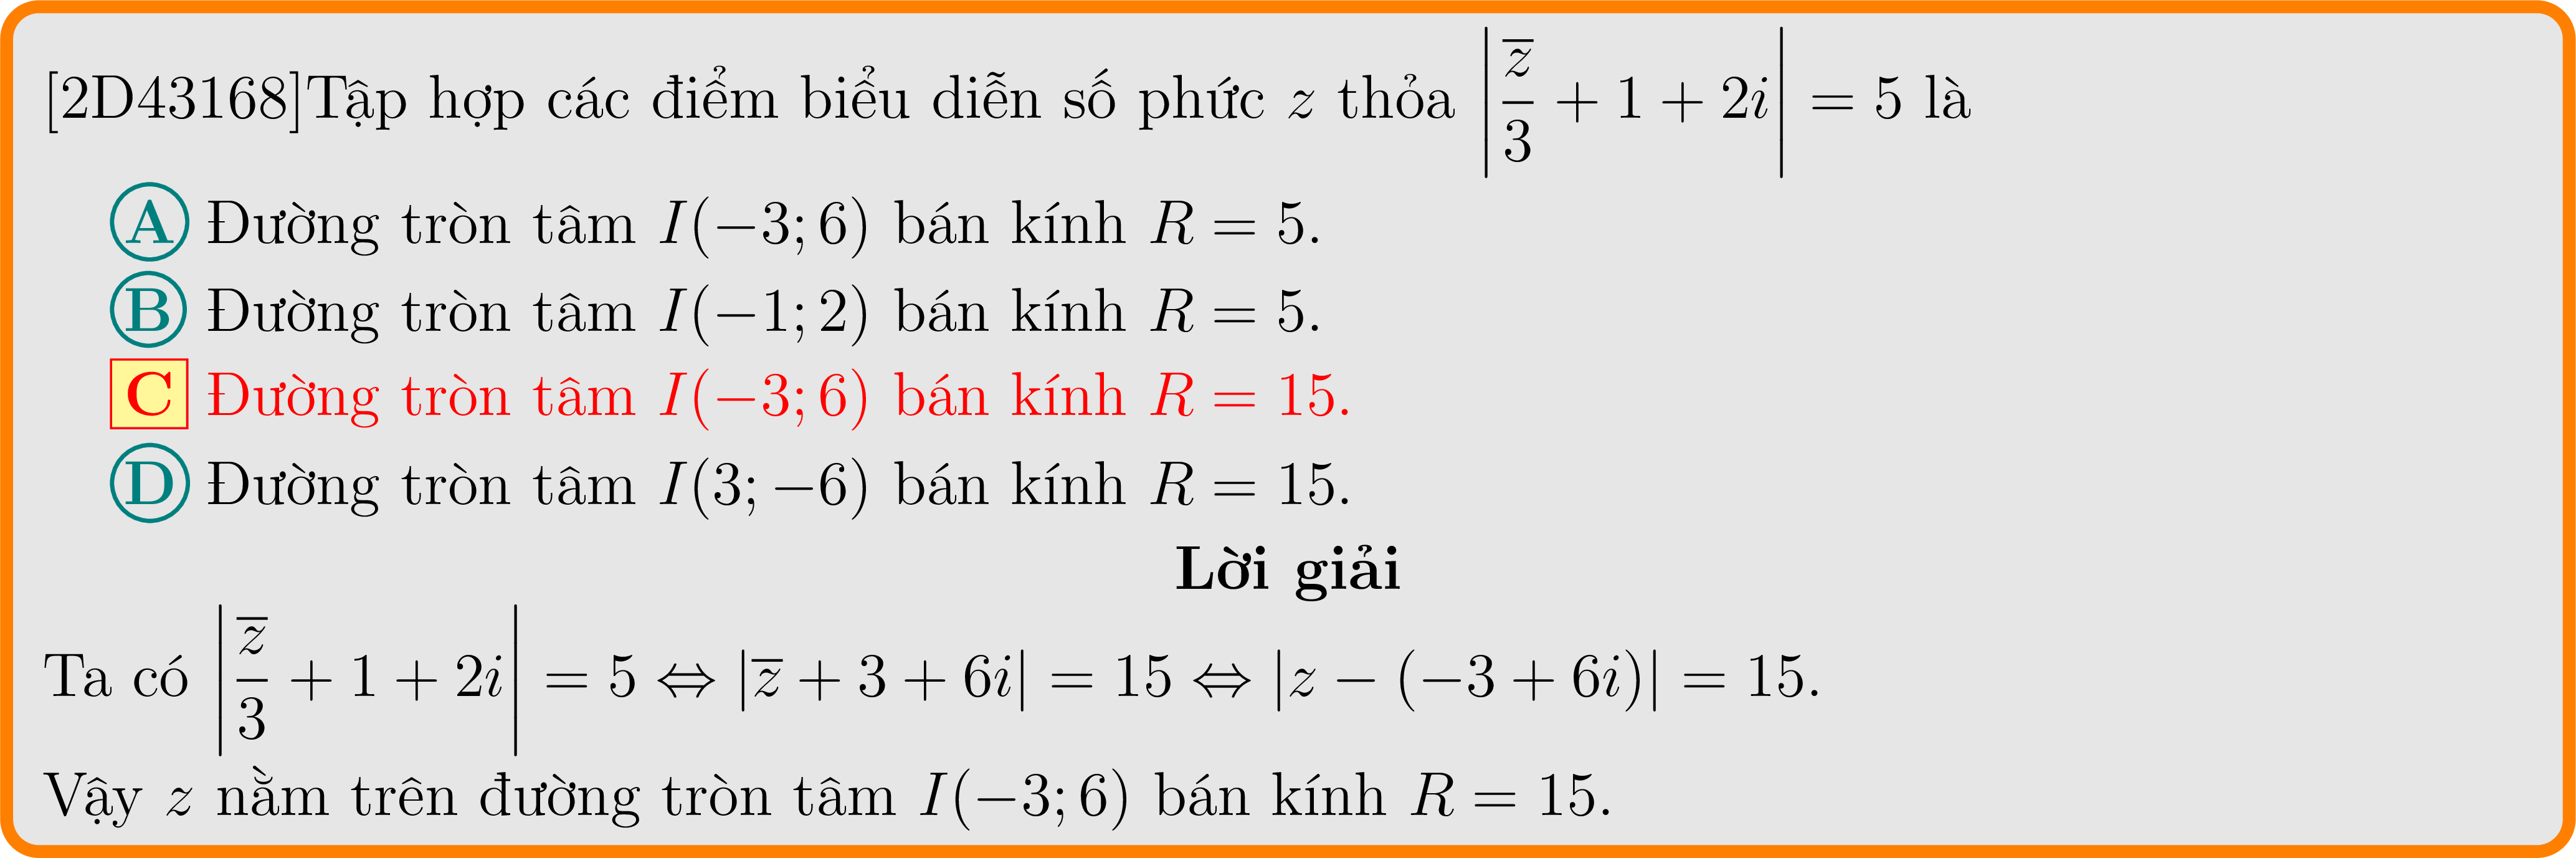 [2D43168]Tập hợp các điểm biểu diễn số phức $z$ thỏa $\left|\dfrac{\overline{z}}{3}+1+2i\right|=5$ là
A Đường tròn tâm $I(-3;6)$ bán kính $R=5$.
B Đường tròn tâm $I(-1;2)$ bán kính $R=5$.
C Đường tròn tâm $I(-3;6)$ bán kính $R=15$.
D Đường tròn tâm $I(3;-6)$ bán kính $R=15$.
Lời giải
Ta có $\left|\dfrac{\overline{z}}{3}+1+2i\right|=5 \Leftrightarrow |\overline{z}+3+6i|=15 \Leftrightarrow |z-(-3+6i)|=15$.
Vậy $z$ nằm trên đường tròn tâm $I(-3;6)$ bán kính $R=15$.